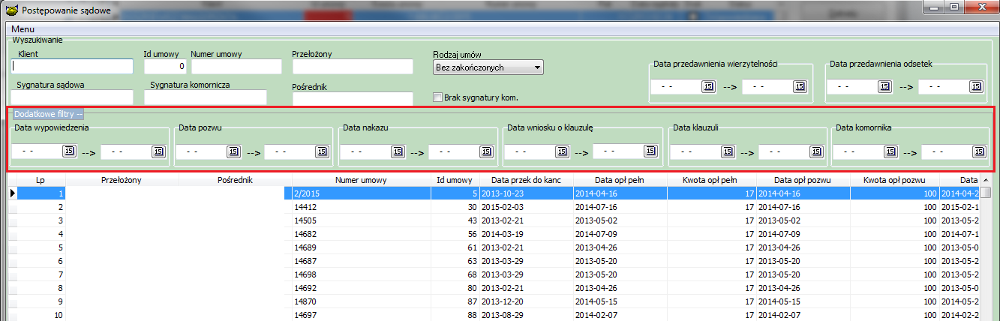 Postępowanie sądowe
Menu
Wyszukiwanie
Klient Id umowy Numer umowy Przełożony Rodzaj umów Data przedawnienia wierzytelności Data przedawnienia odsetek
0 Bez zakończonych
- - 15 --> - - 15 - - 15 --> - - 15
Sygnatura sądowa Sygnatura komornicza Pośrednik
Brak sygnatury kom.
Dodatkowe filtry --
Data wypowiedzenia Data pozwu Data nakazu Data wniosku o klauzulę Data klauzuli Data komornika
- - 15 --> - - 15 - - 15 --> - - 15 - - 15 --> - - 15 - - 15 --> - - 15 - - 15 --> - - 15 - - 15 --> - - 15
Lp Przełożony Pośrednik Numer umowy Id umowy Data przek do kanc Data opł pełn Kwota opł pełn Data opł pozwu Kwota opł pozwu Data
1 2/2015 5 2013-10-23 2014-04-16 17 2014-04-16 100 2014-04-2
2 14412 30 2015-02-03 2014-07-16 17 2014-07-16 100 2015-02-1
3 14505 43 2013-02-21 2013-05-02 17 2013-05-02 100 2013-05-2
4 14682 56 2014-03-19 2014-07-09 17 2014-07-09 100 2014-07-1
5 14689 61 2013-02-21 2013-04-26 17 2013-04-26 100 2013-05-0
6 14687 63 2013-03-29 2013-05-20 17 2013-05-20 100 2013-05-2
7 14698 68 2013-03-29 2013-05-20 17 2013-05-20 100 2013-05-2
8 14692 80 2013-02-21 2013-04-26 17 2013-04-26 100 2013-05-0
9 14870 87 2013-12-20 2014-05-15 17 2014-05-15 100 2014-05-2
10 14697 88 2013-08-29 2014-02-07 17 2014-02-07 100 2014-02-2